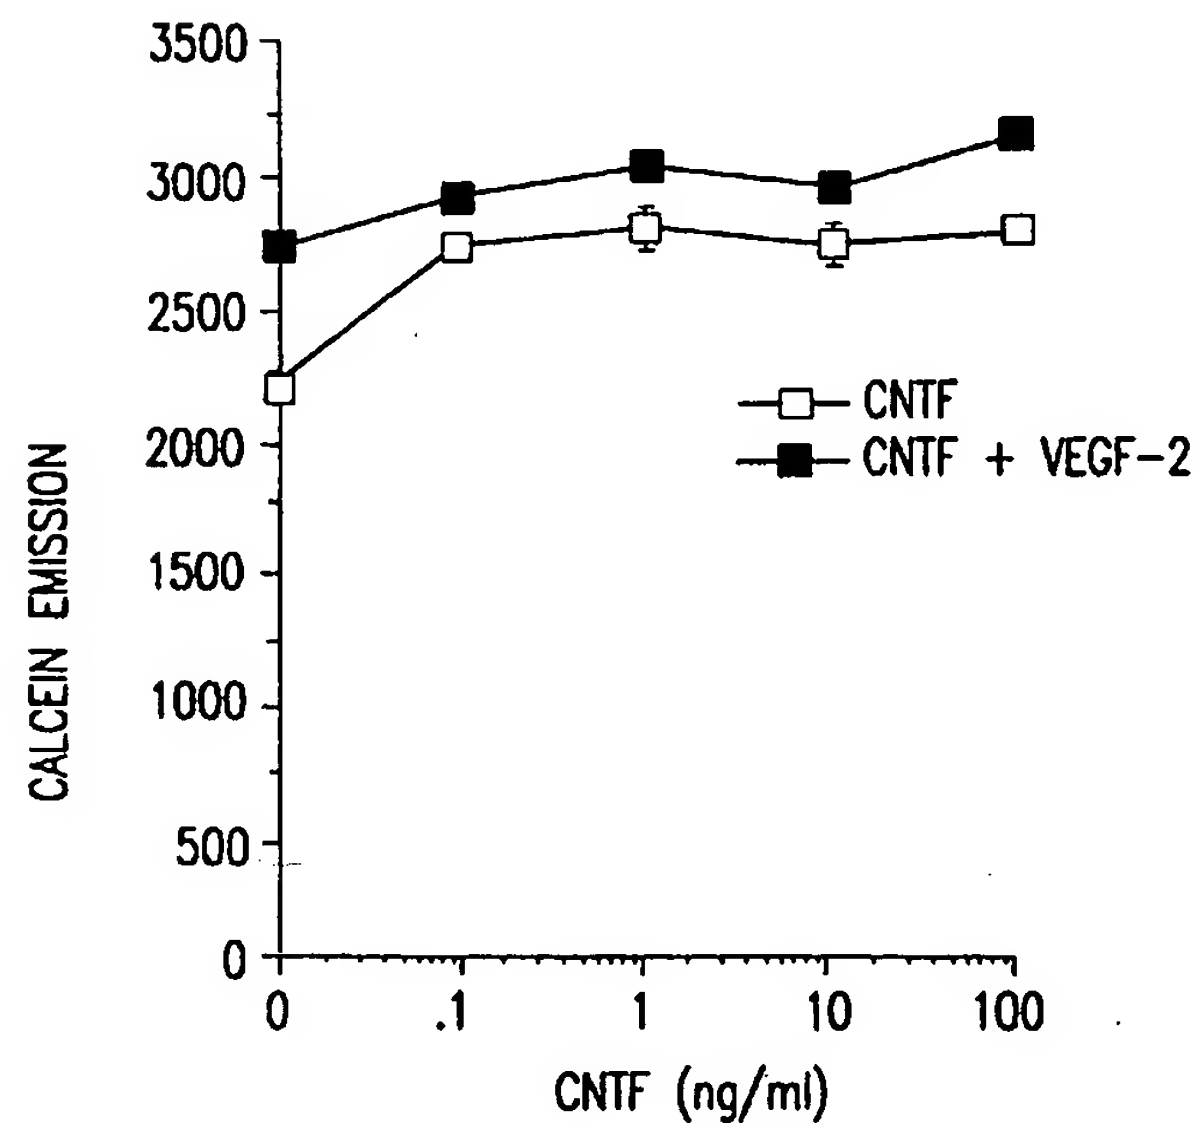 3500
3000
2500
2000
1500
1000
500
0
CALCEIN EMISSION
CNTF
CNTF + VEGF-2
0 .1 1 10 100
CNTF (ng/ml)